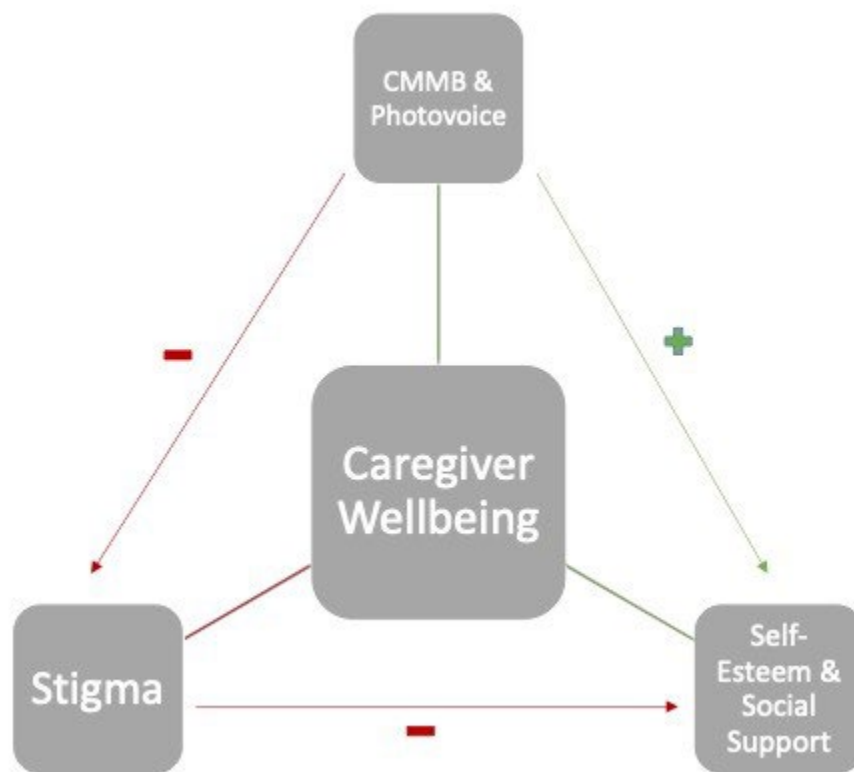 CMMB &
Photovoice
Caregiver
Wellbeing
Stigma
Self-
Esteem &
Social
Support